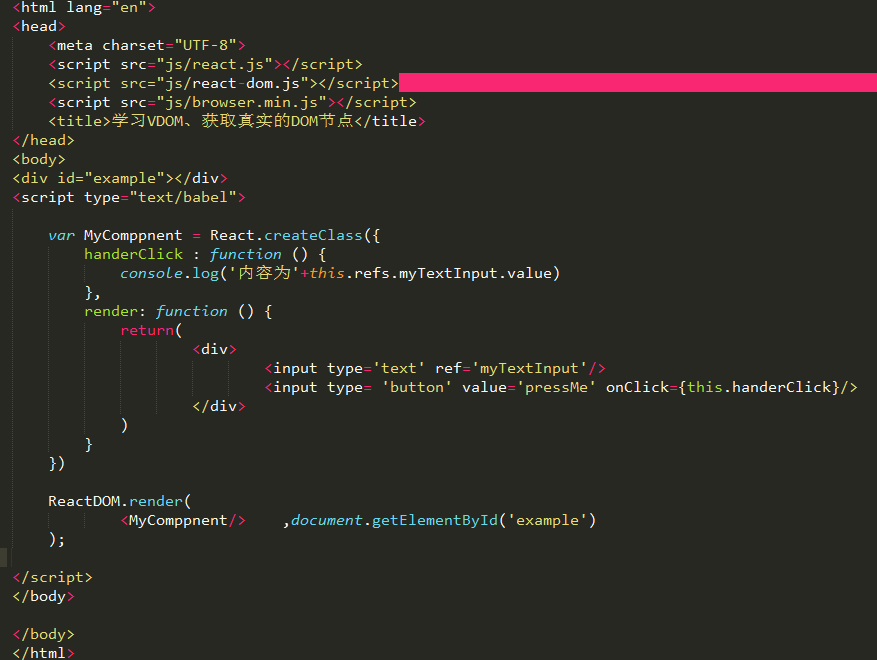 <html lang="en">
<head>
<meta charset="UTF-8">
<script src="js/react.js"></script>
<script src="js/react-dom.js"></script>
<script src="js/browser.min.js"></script>
<title>学习VDOM、获取真实的DOM节点</title>
</head>
<body>
<div id="example"></div>
<script type="text/babel">
var MyComppnent = React.createClass({
handerClick : function () {
console.log('内容为'+this.refs.myTextInput.value)
},
render: function () {
return(
<div>
<input type='text' ref='myTextInput'/>
<input type= 'button' value='pressMe' onClick={this.handerClick}/>
</div>
)
}
})
ReactDOM.render(
<MyComppnent/> ,document.getElementById('example')
);
</script>
</body>
</body>
</html>